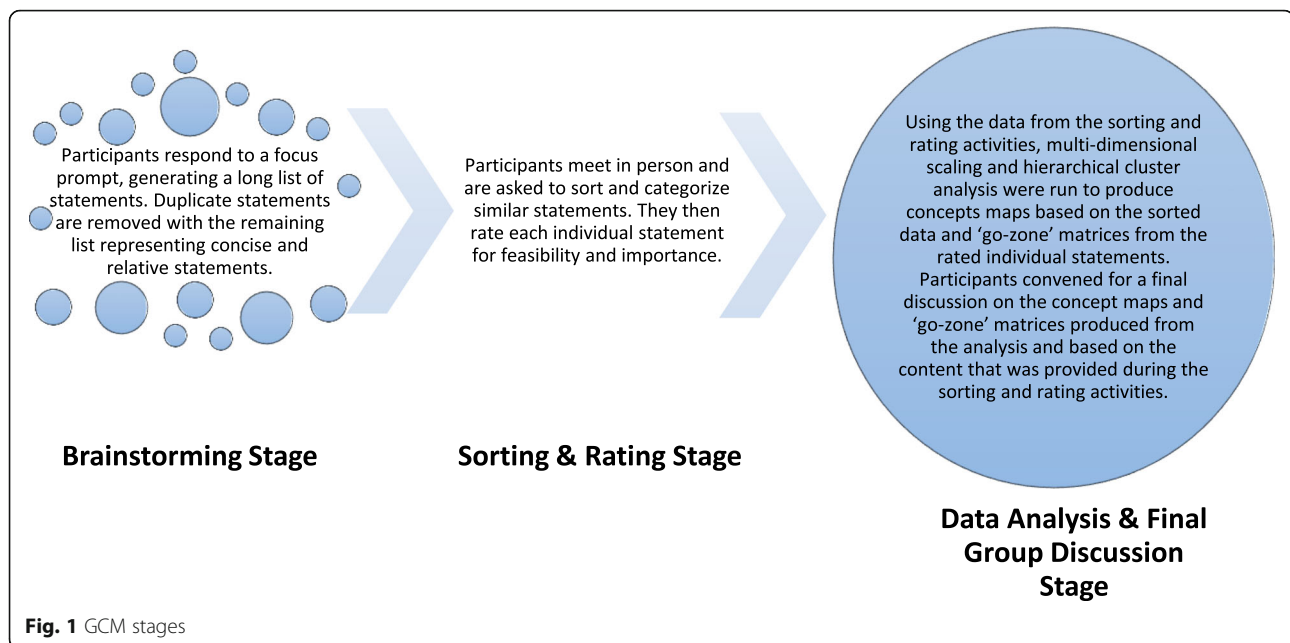 Participants respond to a focus
prompt, generating a long list of
statements. Duplicate statements
are removed with the remaining
list representing concise and
relative statements.
Brainstorming Stage
Participants meet in person and
are asked to sort and categorize
similar statements. They then
rate each individual statement
for feasibility and importance.
Sorting & Rating Stage
Using the data from the sorting and
rating activities, multi-dimensional
scaling and hierarchical cluster
analysis were run to produce
concepts maps based on the sorted
data and ‘go-zone’ matrices from the
rated individual statements.
Participants convened for a final
discussion on the concept maps and
‘go-zone’ matrices produced from
the analysis and based on the
content that was provided during the
sorting and rating activities.
Data Analysis & Final
Group Discussion
Stage
Fig. 1 GCM stages